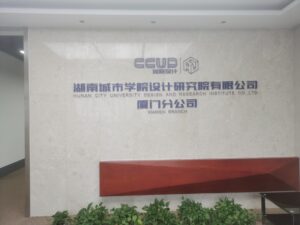 CCUD
湖南城市学院设计研究院有限公司
HUNAN CITY UNIVERSITY DESIGN AND RESEARCH INSTITUTE CO.,LTD
厦门分公司
XIAMEN BRANCH